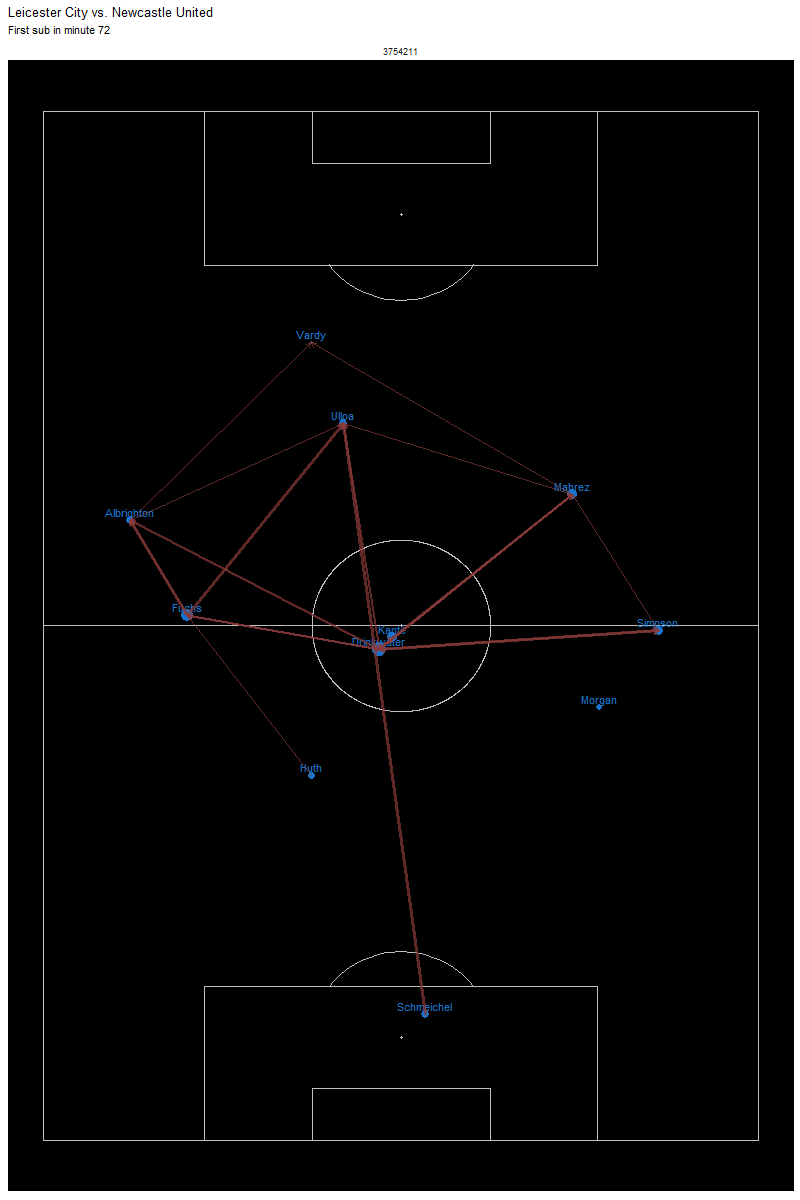 Leicester City vs. Newcastle United
First sub in minute 72
3754211
Vardy
Ulloa
Mahrez
Albrighton
Fuchs
Simpson
Kanté
Drinkwater
Morgan
Huth
Schmeichel